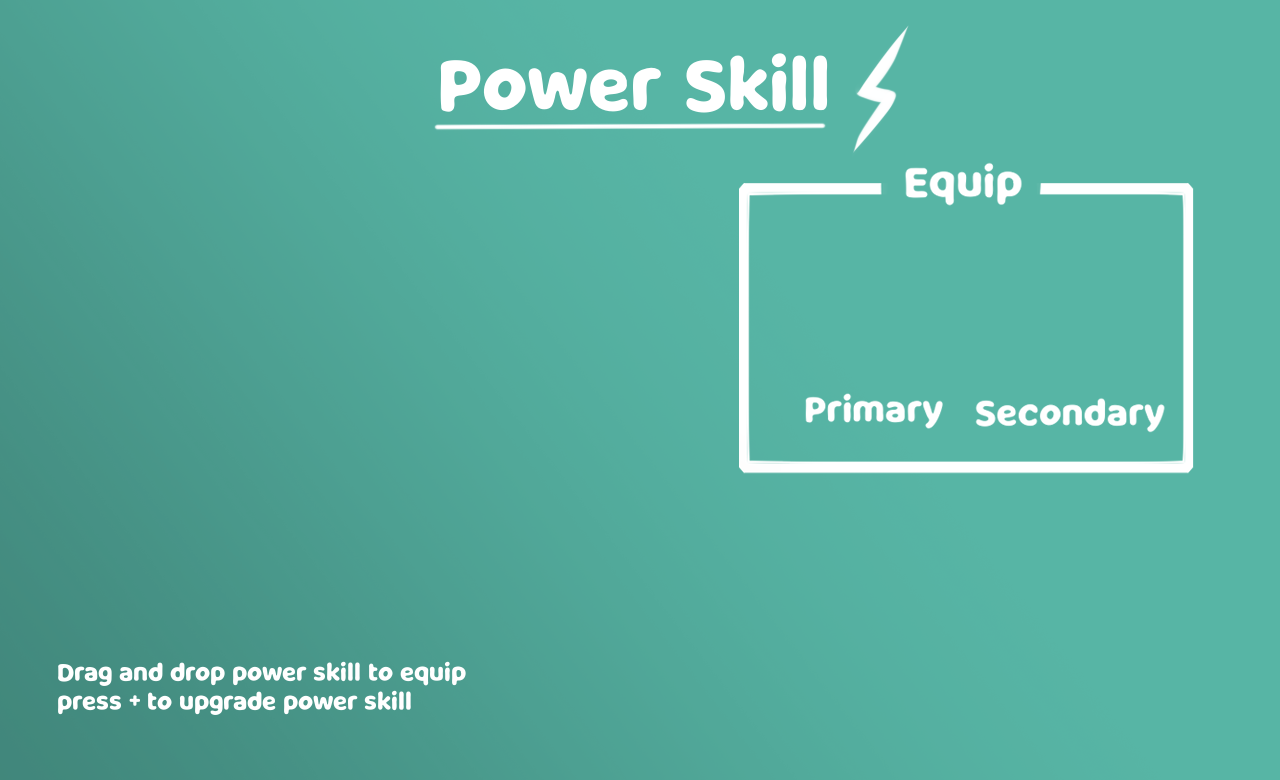 Power Skill
Equip
Primary
Secondary
Drag and drop power skill to equip
press + to upgrade power skill